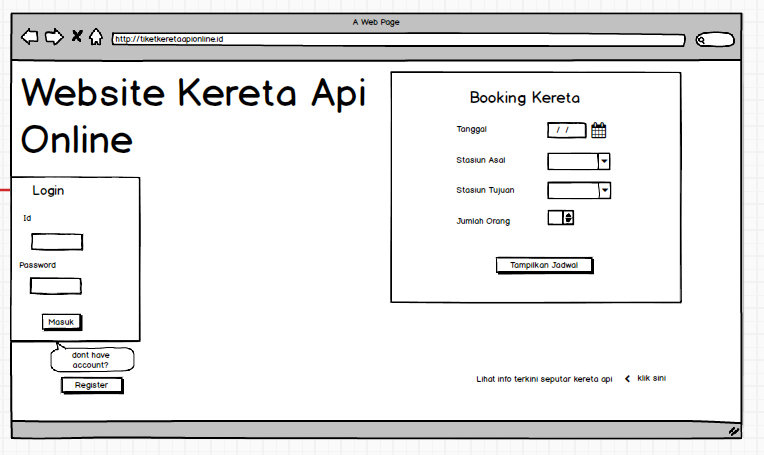 A Web Page
http://tiketkeretaapionline.id
Website Kereta Api
Online
Login
Id
Password
Masuk
dont have
account?
Register
Booking Kereta
Tanggal
/ /
Stasiun Asal
Stasiun Tujuan
Jumlah Orang
Tampilkan Jadwal
Lihat info terkini seputar kereta api
klik sini